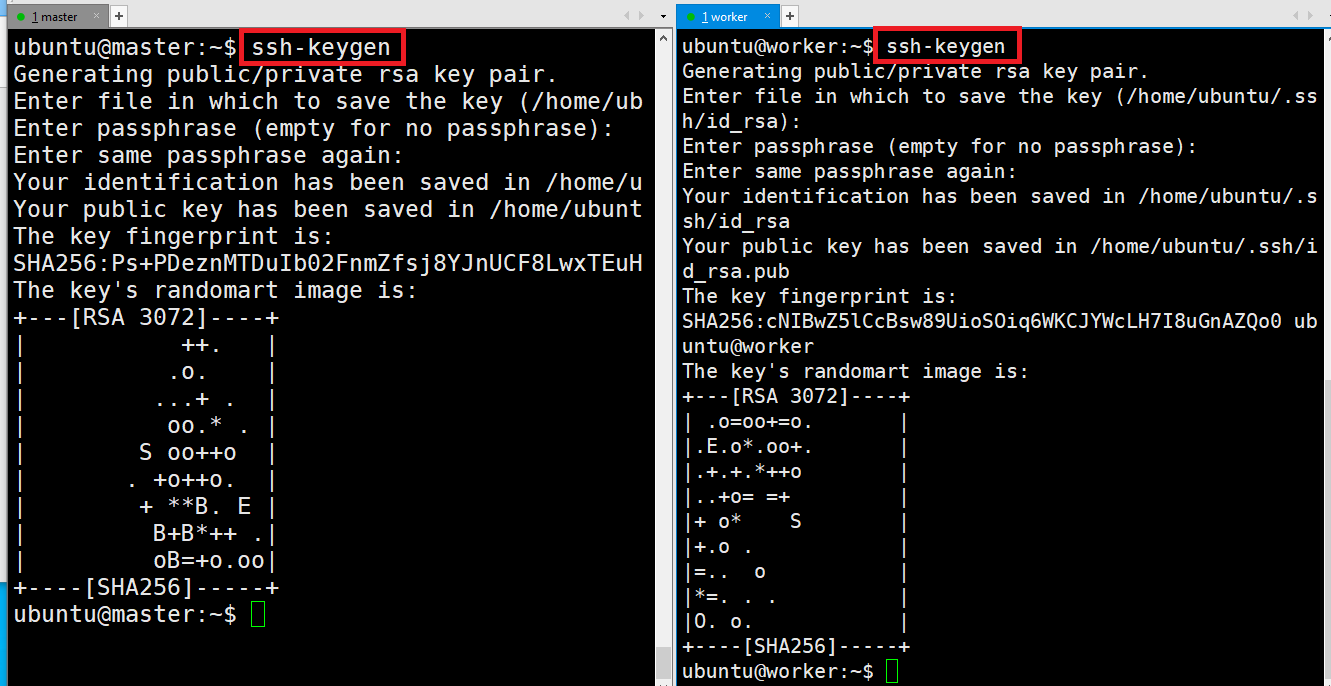 1 master × +
ubuntu@master:~$ ssh-keygen
Generating public/private rsa key pair.
Enter file in which to save the key (/home/ub
Enter passphrase (empty for no passphrase):
Enter same passphrase again:
Your identification has been saved in /home/u
Your public key has been saved in /home/ubunt
The key fingerprint is:
SHA256:Ps+PDeznMTDuIb02FnmZfsj8YJnUCF8LwxTEuH
The key's randomart image is:
+---[RSA 3072]----+
|           ++.   |
|          .o.    |
|         ...+ .  |
|          oo.* . |
|        S oo++o  |
|       . +o++o.  |
|        + **B. E |
|         B+B*++ .|
|         oB=+o.oo|
+----[SHA256]-----+
ubuntu@master:~$
1 worker × +
ubuntu@worker:~$ ssh-keygen
Generating public/private rsa key pair.
Enter file in which to save the key (/home/ubuntu/.ss
h/id_rsa):
Enter passphrase (empty for no passphrase):
Enter same passphrase again:
Your identification has been saved in /home/ubuntu/.s
sh/id_rsa
Your public key has been saved in /home/ubuntu/.ssh/i
d_rsa.pub
The key fingerprint is:
SHA256:cNIBwZ5lCcBsw89UioSOiq6WKCJYWcLH7I8uGnAZQo0 ub
untu@worker
The key's randomart image is:
+---[RSA 3072]----+
| .o=oo+=o.       |
|.E.o*.oo+.       |
|.+.+.*++o        |
|..+o= =+         |
|+ o*    S        |
|+.o .            |
|=..  o           |
|*=. . .          |
|O. o.            |
+----[SHA256]-----+
ubuntu@worker:~$